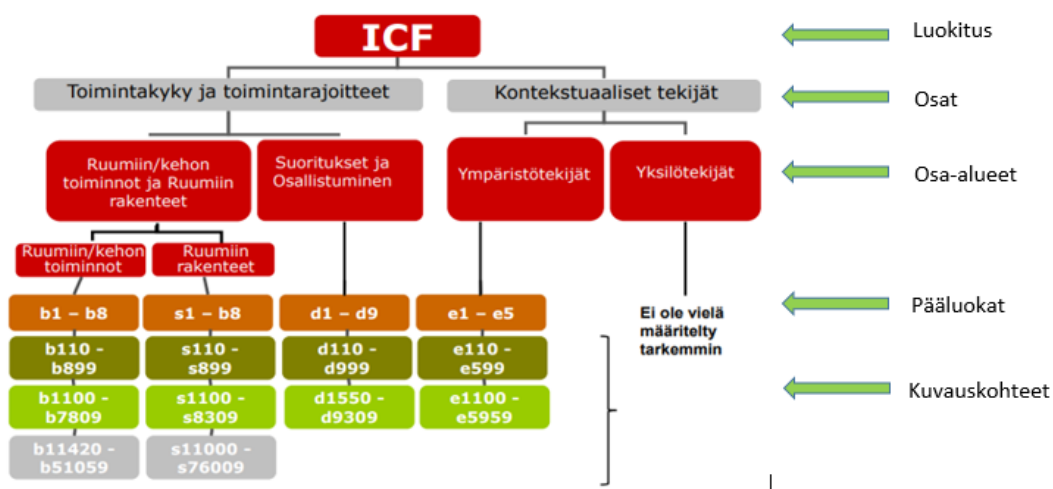 ICF
Luokitus
Toimintakyky ja toimintarajoitteet
Kontekstuaaliset tekijät
Osat
Ruumiin/kehon
toiminnot ja Ruumiin
rakenteet
Suoritukset ja
Osallistuminen
Ympäristötekijät
Yksilötekijät
Osa-alueet
Ruumiin/kehon
toiminnot
Ruumiin
rakenteet
b1 – b8
s1 – b8
d1 – d9
e1 – e5
Ei ole vielä
määritelty
tarkemmin
Pääluokat
b110 -
b899
s110 -
s899
d110 -
d999
e110 -
e599
b1100 -
b7809
s1100 -
s8309
d1550 -
d9309
e1100 -
e5959
Kuvauskohteet
b11420 -
b51059
s11000 -
s76009